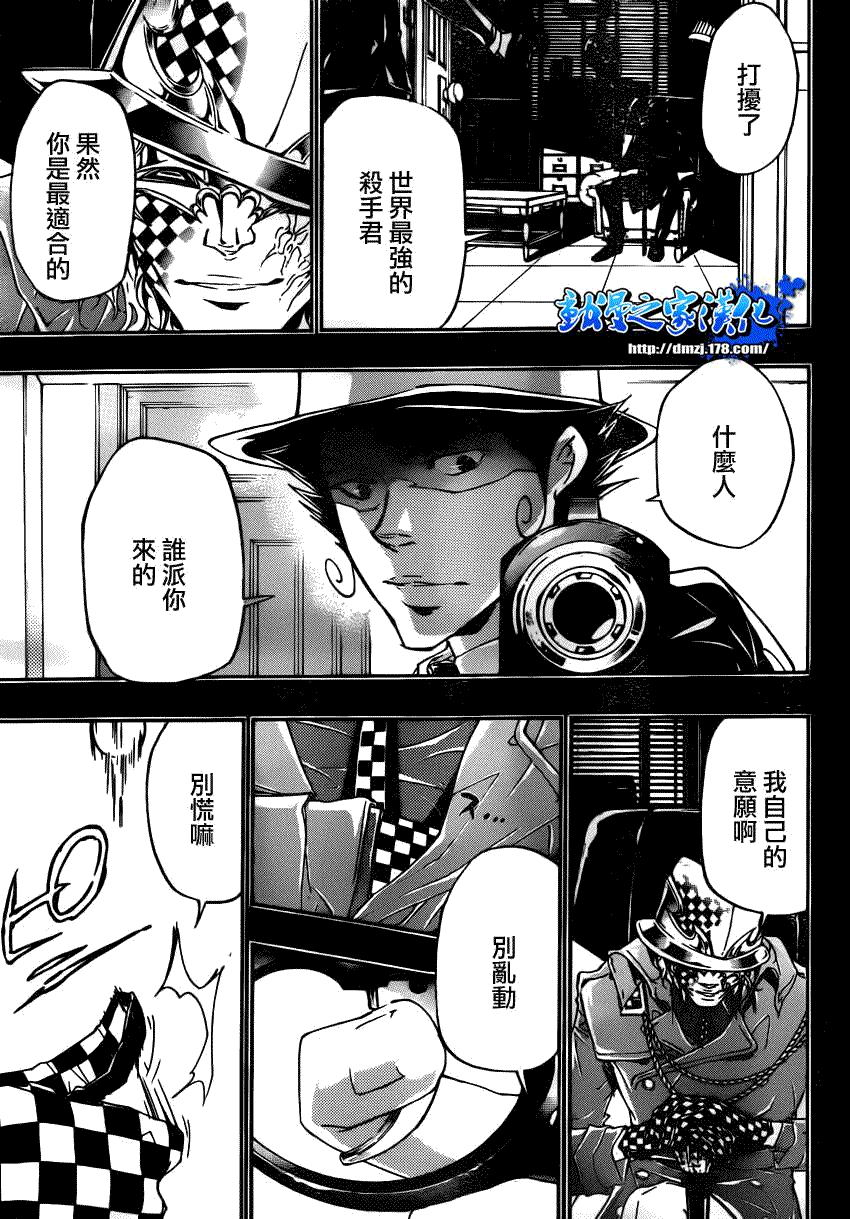 打擾了
世界最強的
殺手君
果然
你是最適合的
動漫之家漢化
http://dmzj.178.com/
什麼人
誰派你
來的
我自己的
意願啊
ス…
別亂動
別慌嘛